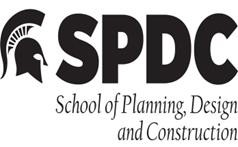 SPDC
School of Planning, Design
and Construction